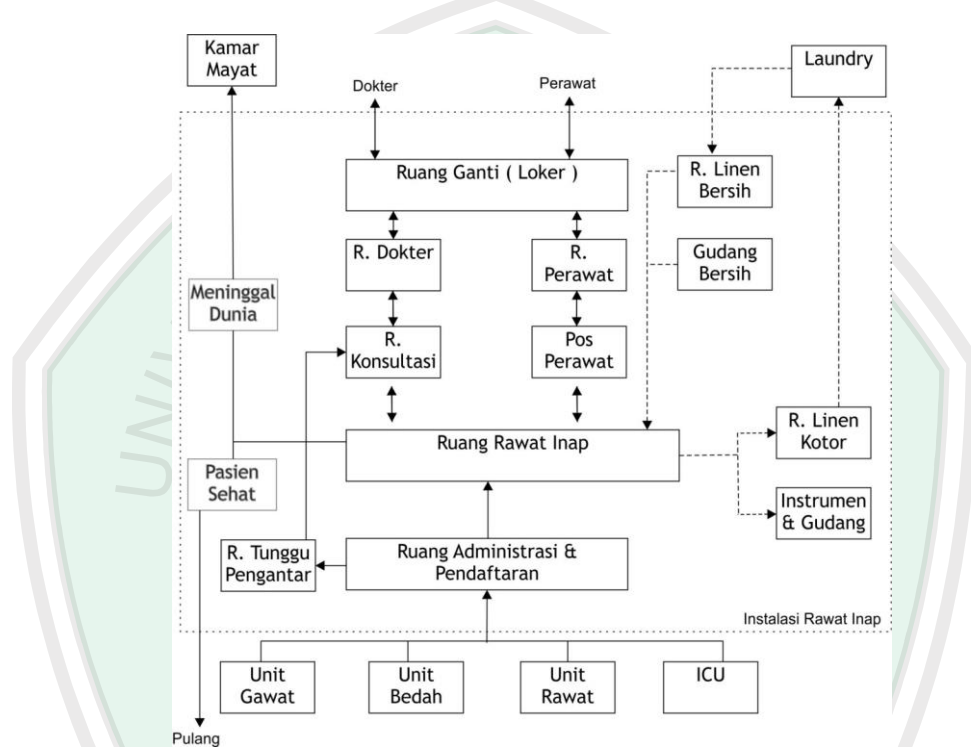 Kamar
Mayat
Laundry
Dokter
Perawat
Ruang Ganti ( Loker )
R. Linen
Bersih
R. Dokter
R.
Perawat
Gudang
Bersih
Meninggal
Dunia
R.
Konsultasi
Pos
Perawat
R. Linen
Kotor
Ruang Rawat Inap
Pasien
Sehat
Instrumen
& Gudang
R. Tunggu
Pengantar
Ruang Administrasi &
Pendaftaran
Instalasi Rawat Inap
Unit
Gawat
Unit
Bedah
Unit
Rawat
ICU
Pulang
UNI